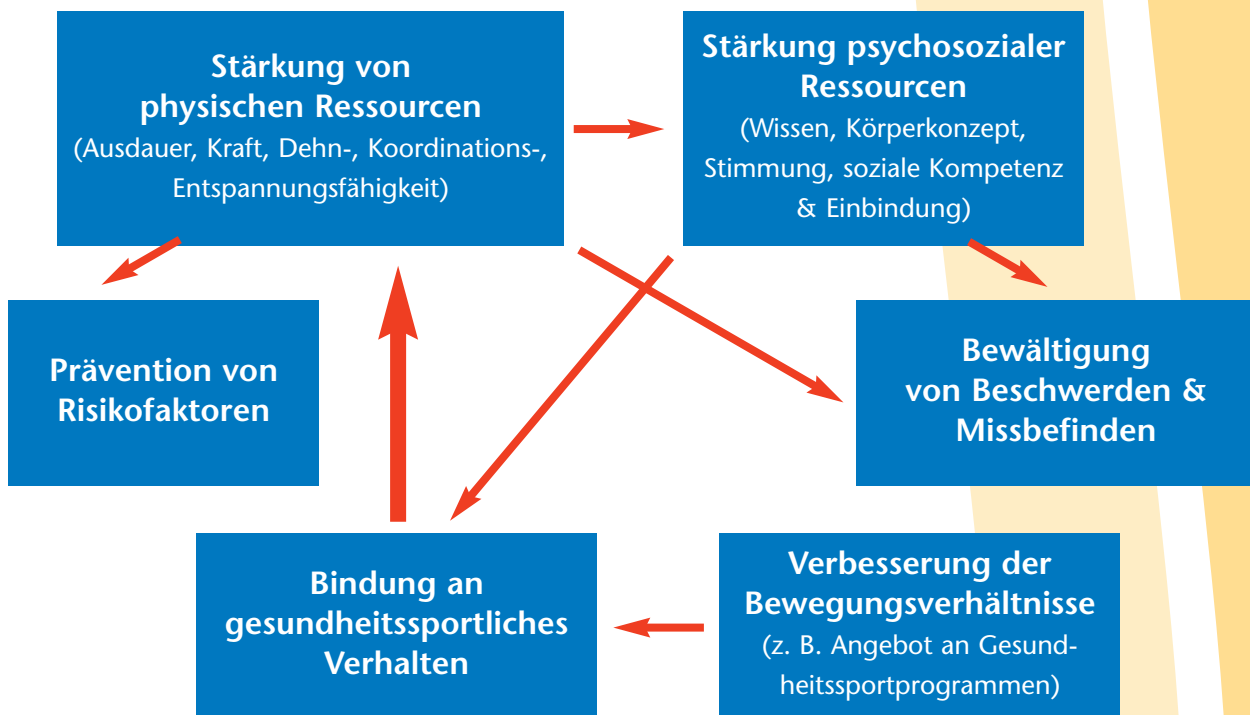 Stärkung von
physischen Ressourcen
(Ausdauer, Kraft, Dehn-, Koordinations-,
Entspannungsfähigkeit)
Stärkung psychosozialer
Ressourcen
(Wissen, Körperkonzept,
Stimmung, soziale Kompetenz
& Einbindung)
Prävention von
Risikofaktoren
Bewältigung
von Beschwerden &
Missbefinden
Bindung an
gesundheitssportliches
Verhalten
Verbesserung der
Bewegungsverhältnisse
(z. B. Angebot an Gesund-
heitssportprogrammen)